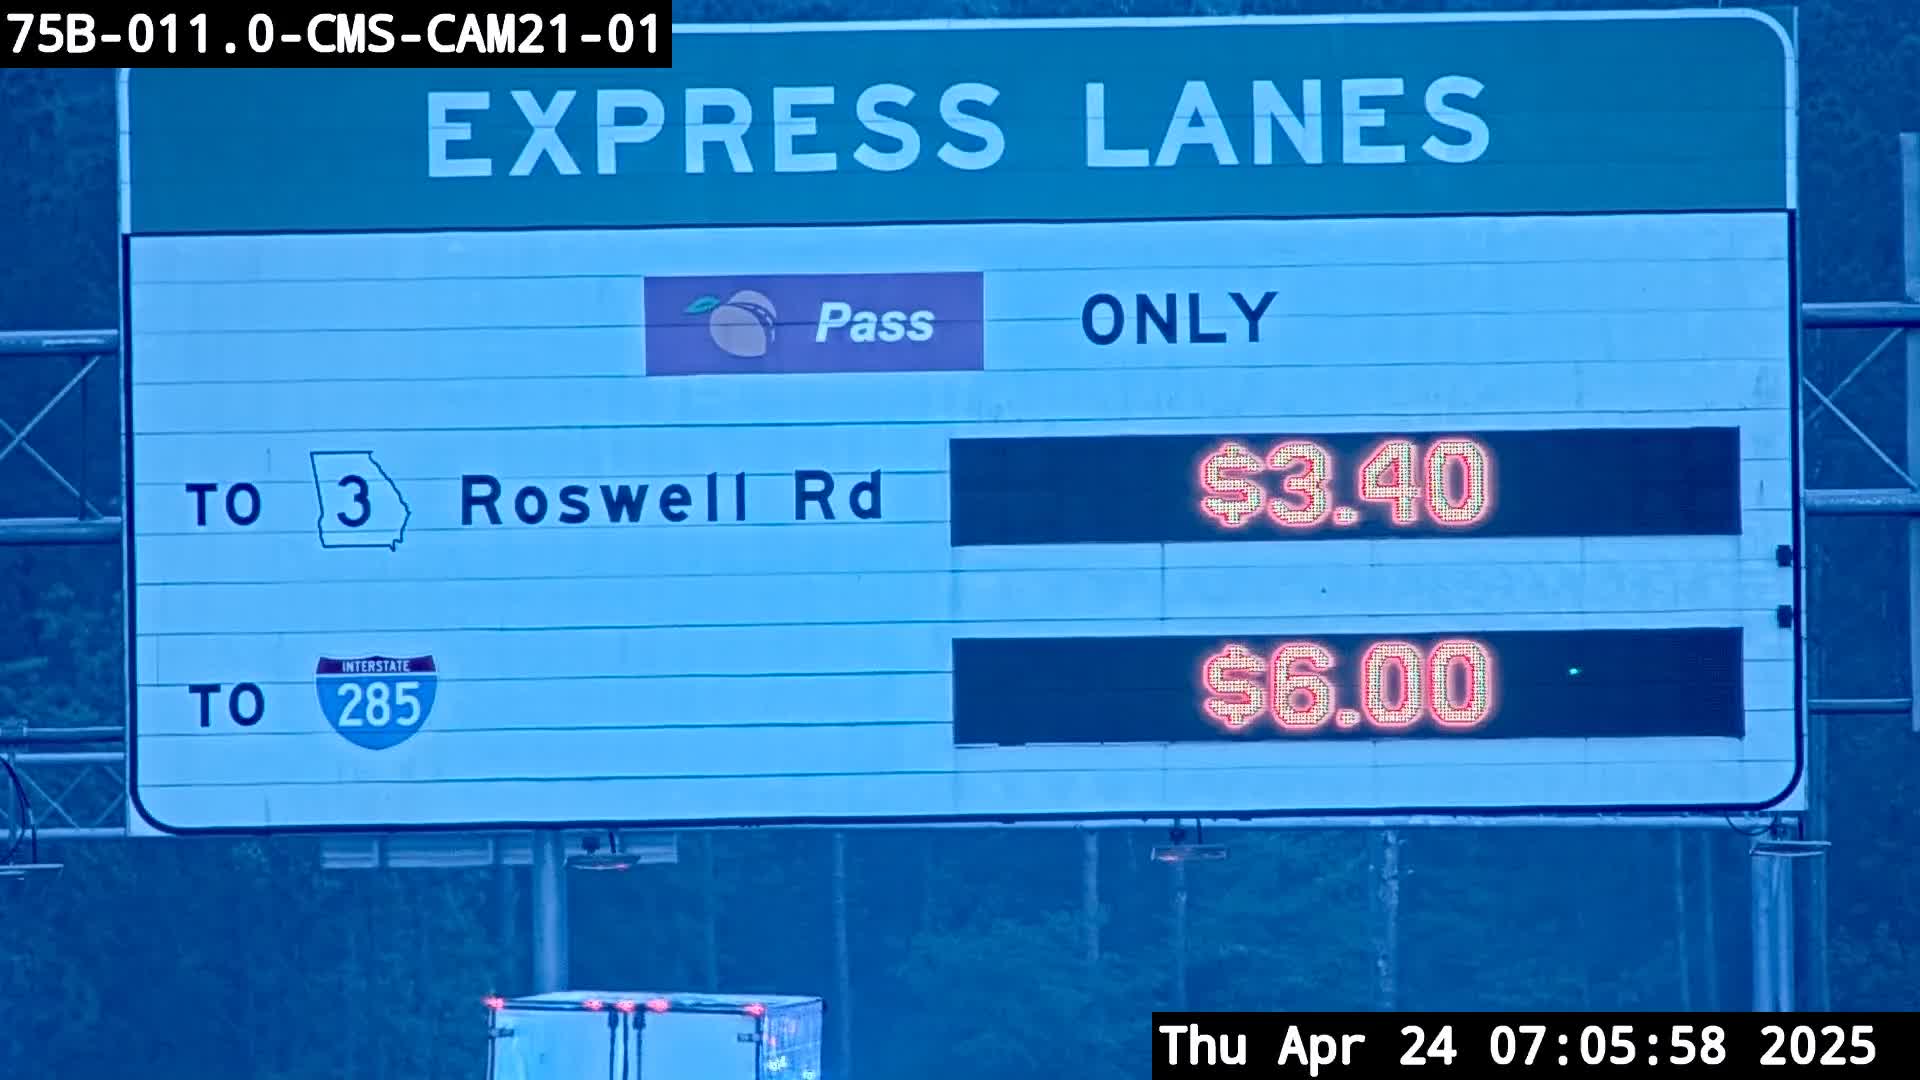 75B-011.0-CMS-CAM21-01
EXPRESS LANES
Pass ONLY
TO 3 Roswell Rd $3.40
INTERSTATE
TO 285 $6.00
Thu Apr 24 07:05:58 2025